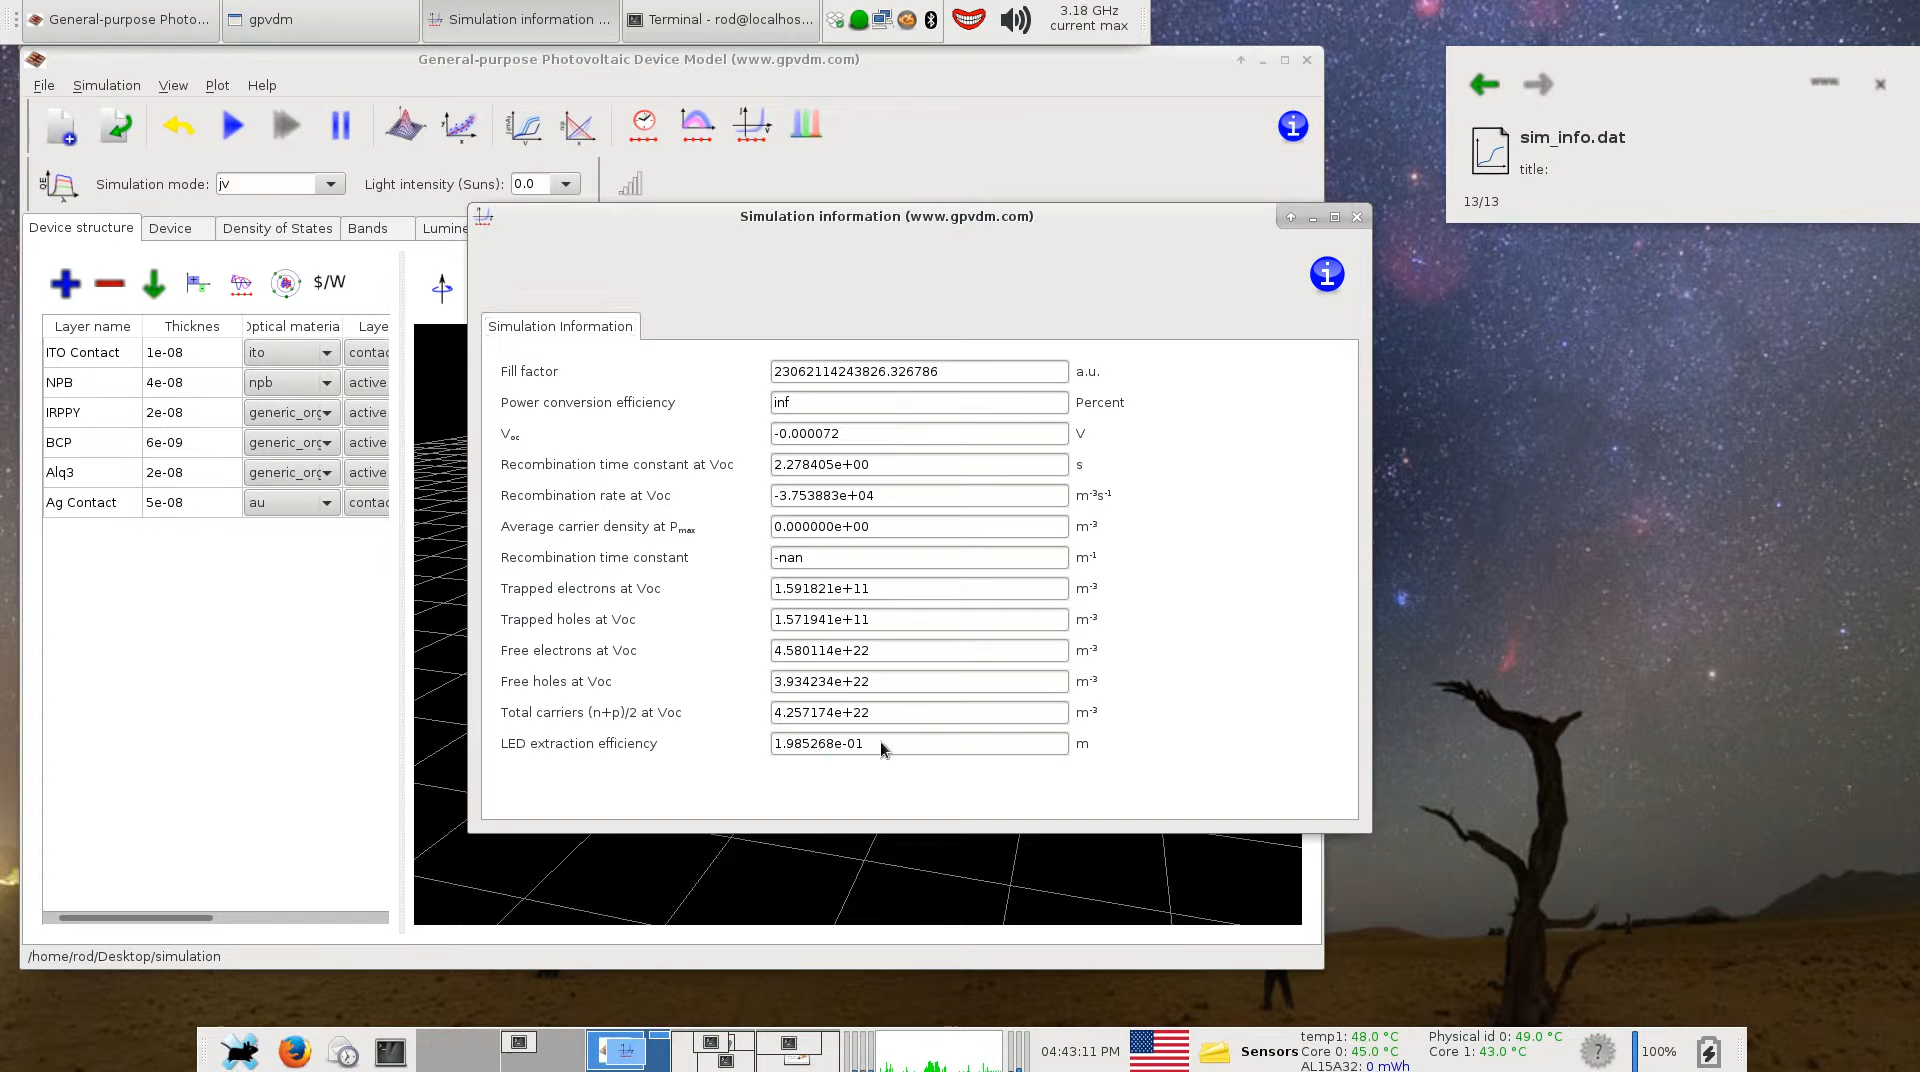 General-purpose Photo...
gpvdm
Simulation information ...
Terminal - rod@localhos...
3.18 GHz
current max
General-purpose Photovoltaic Device Model (www.gpvdm.com)
File Simulation View Plot Help
Simulation mode: jv Light intensity (Suns): 0.0
Device structure Device Density of States Bands Lumine
$/W
Layer name Thicknes Optical materia Laye
ITO Contact 1e-08 ito contac
NPB 4e-08 npb active
IRPPY 2e-08 generic_org active
BCP 6e-09 generic_org active
Alq3 2e-08 generic_org active
Ag Contact 5e-08 au contac
/home/rod/Desktop/simulation
Simulation information (www.gpvdm.com)
Simulation Information
Fill factor 23062114243826.326786 a.u.
Power conversion efficiency inf Percent
Voc -0.000072 V
Recombination time constant at Voc 2.278405e+00 s
Recombination rate at Voc -3.753883e+04 m⁻³s⁻¹
Average carrier density at Pmax 0.000000e+00 m⁻³
Recombination time constant -nan m⁻¹
Trapped electrons at Voc 1.591821e+11 m⁻³
Trapped holes at Voc 1.571941e+11 m⁻³
Free electrons at Voc 4.580114e+22 m⁻³
Free holes at Voc 3.934234e+22 m⁻³
Total carriers (n+p)/2 at Voc 4.257174e+22 m⁻³
LED extraction efficiency 1.985268e-01 m
sim_info.dat
title:
13/13
04:43:11 PM
Sensors
temp1: 48.0 °C Physical id 0: 49.0 °C
Core 0: 45.0 °C Core 1: 43.0 °C
AL15A32: 0 mWh
100%